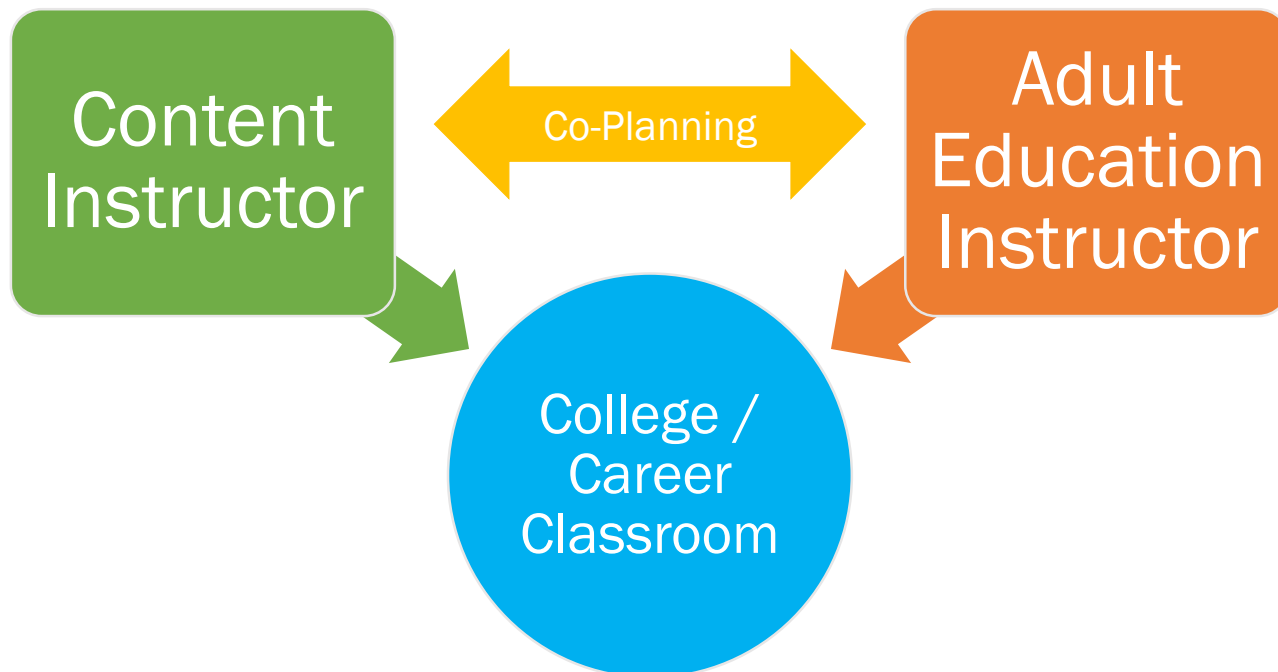 Content
Instructor
Co-Planning
Adult
Education
Instructor
College /
Career
Classroom